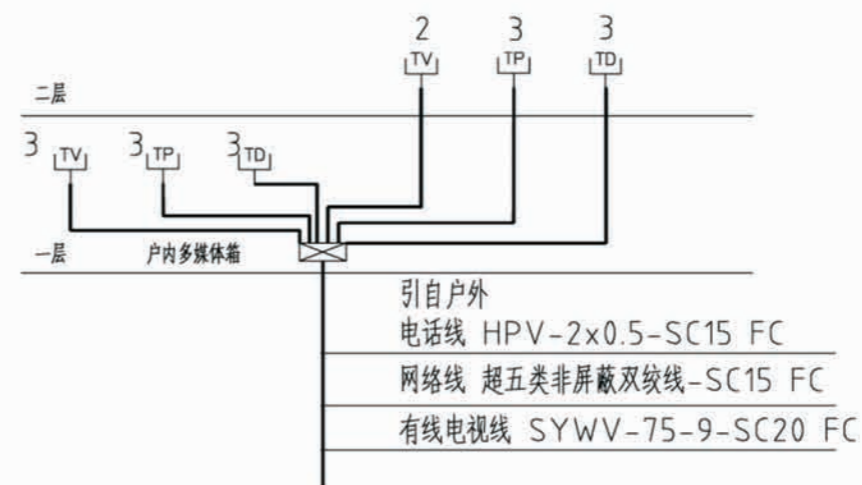 2 3 3
TV TP TD
二层
3 3 3
TV TP TD
一层 户内多媒体箱
引自户外
电话线 HPV-2x0.5-SC15 FC
网络线 超五类非屏蔽双绞线-SC15 FC
有线电视线 SYWV-75-9-SC20 FC